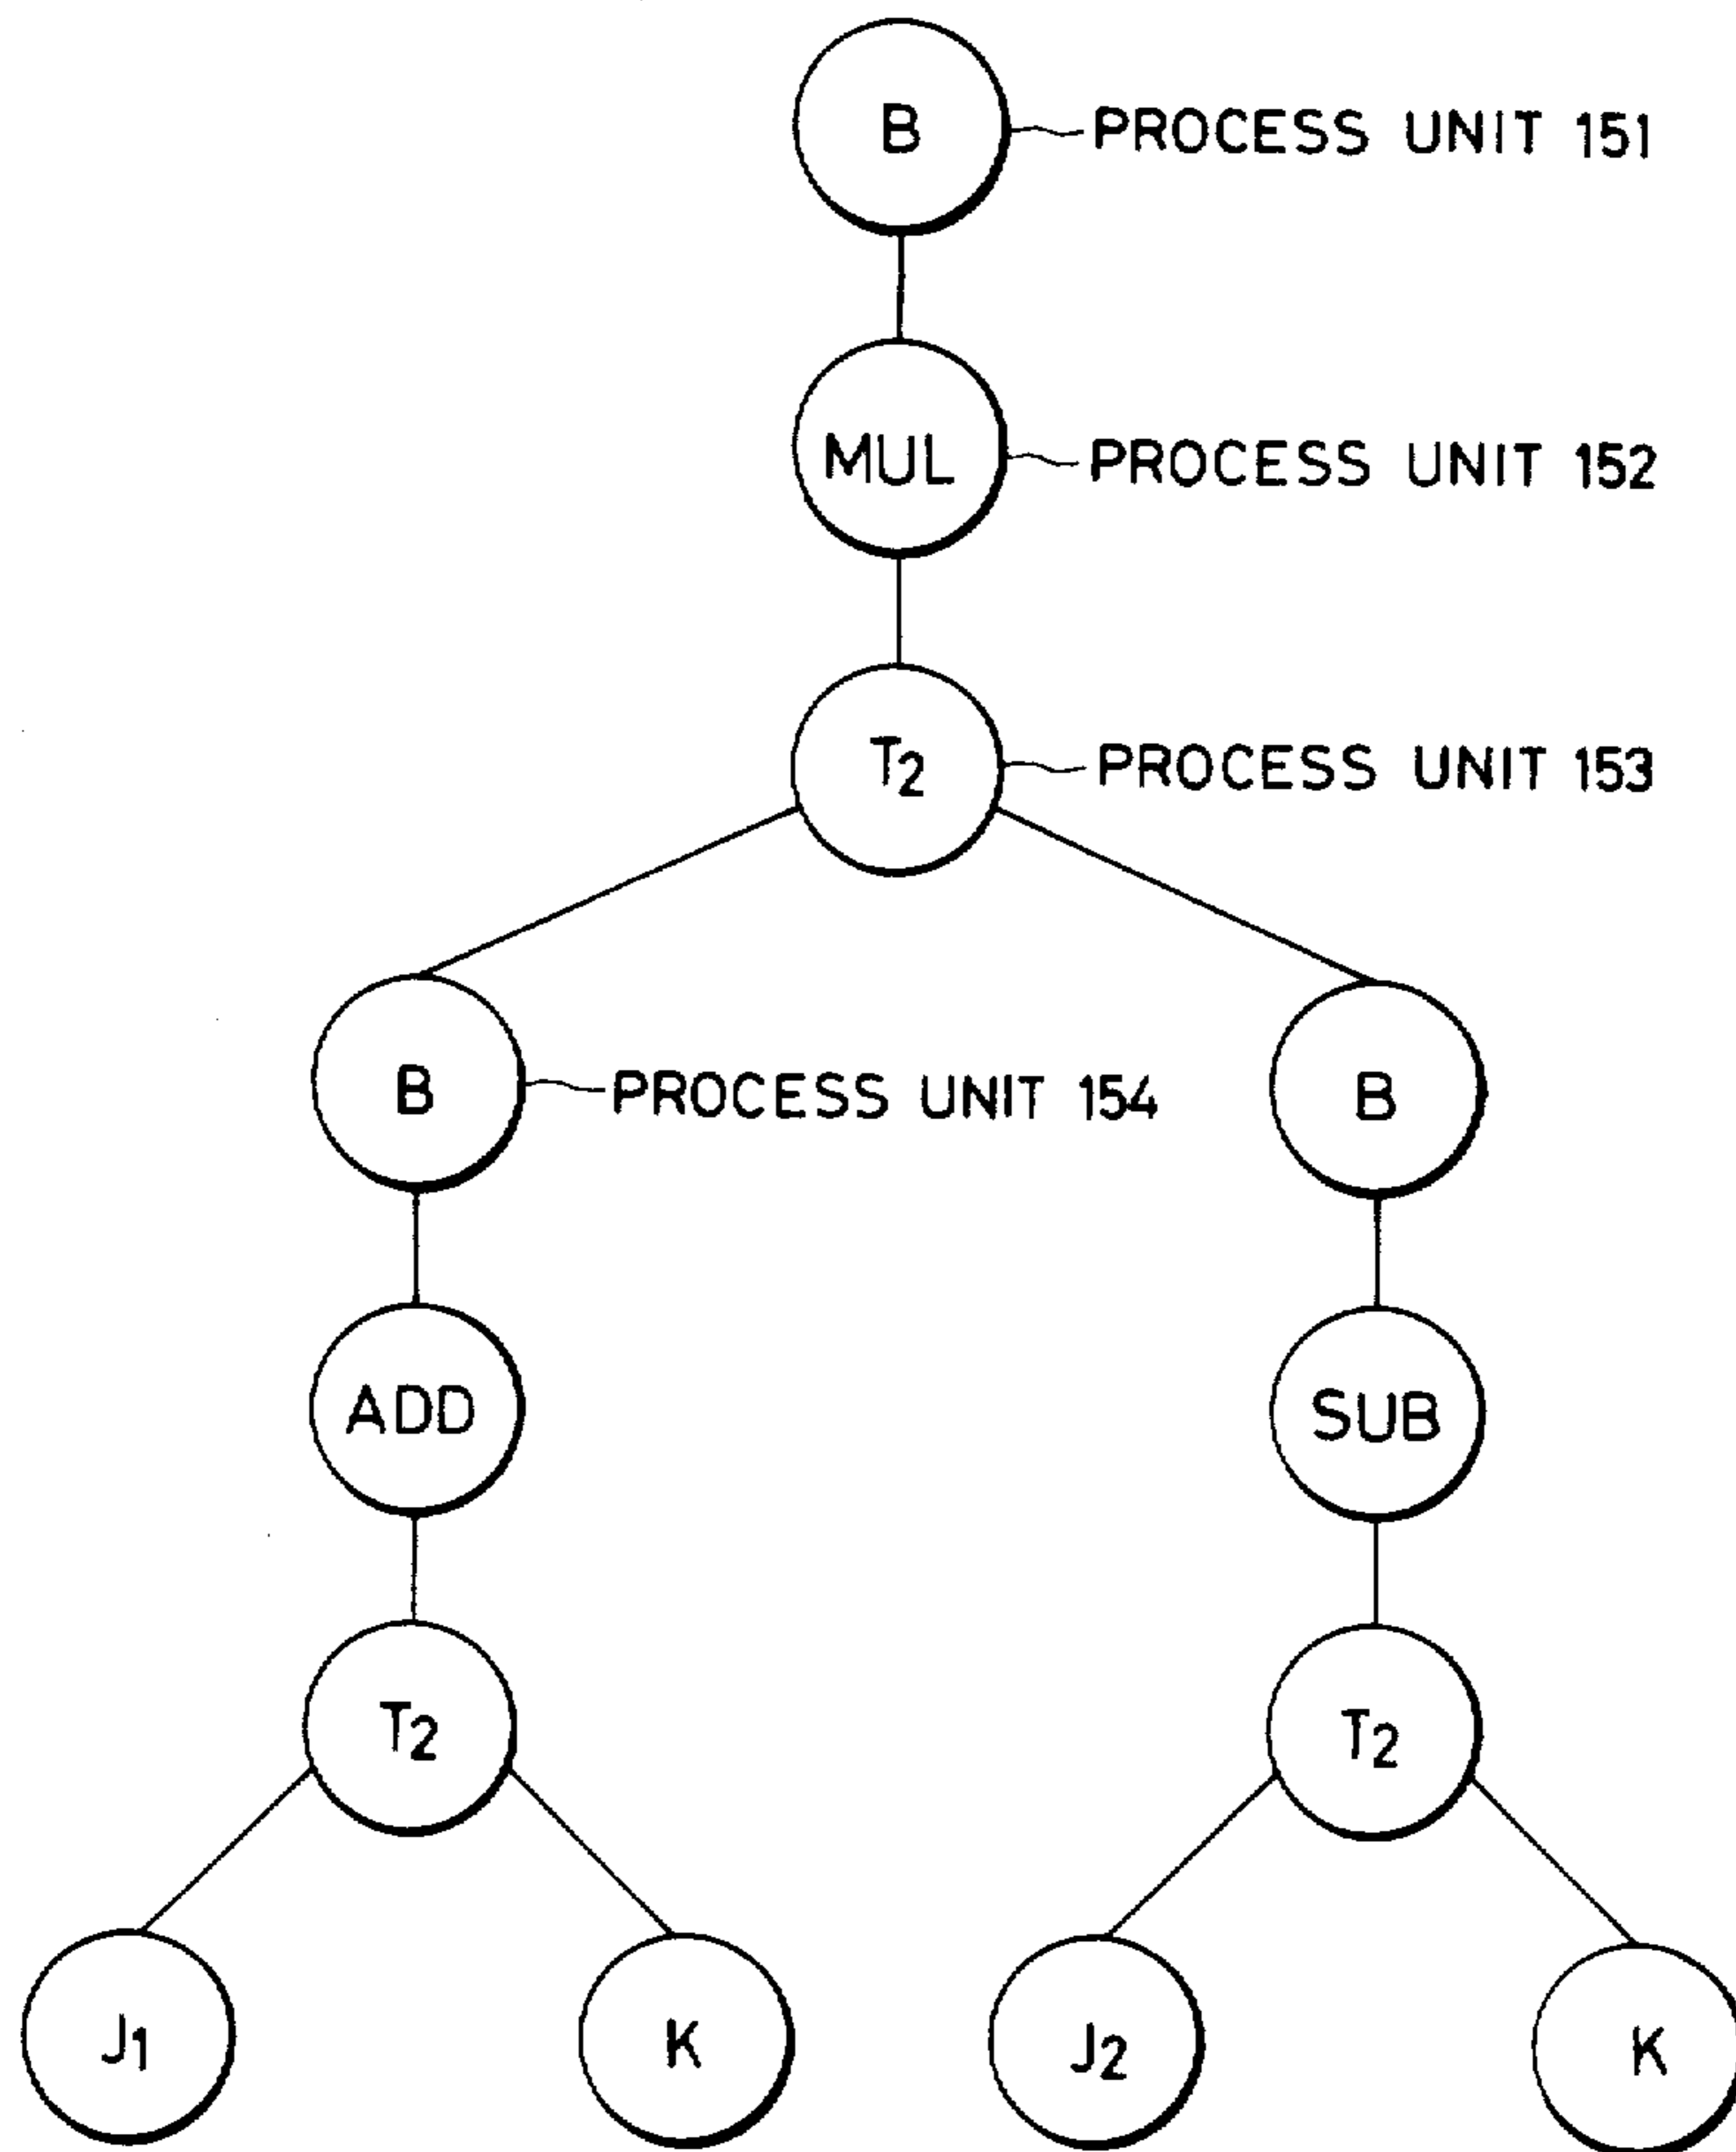 B PROCESS UNIT 151
MUL PROCESS UNIT 152
T2 PROCESS UNIT 153
B PROCESS UNIT 154 B
ADD SUB
T2 T2
J1 K J2 K